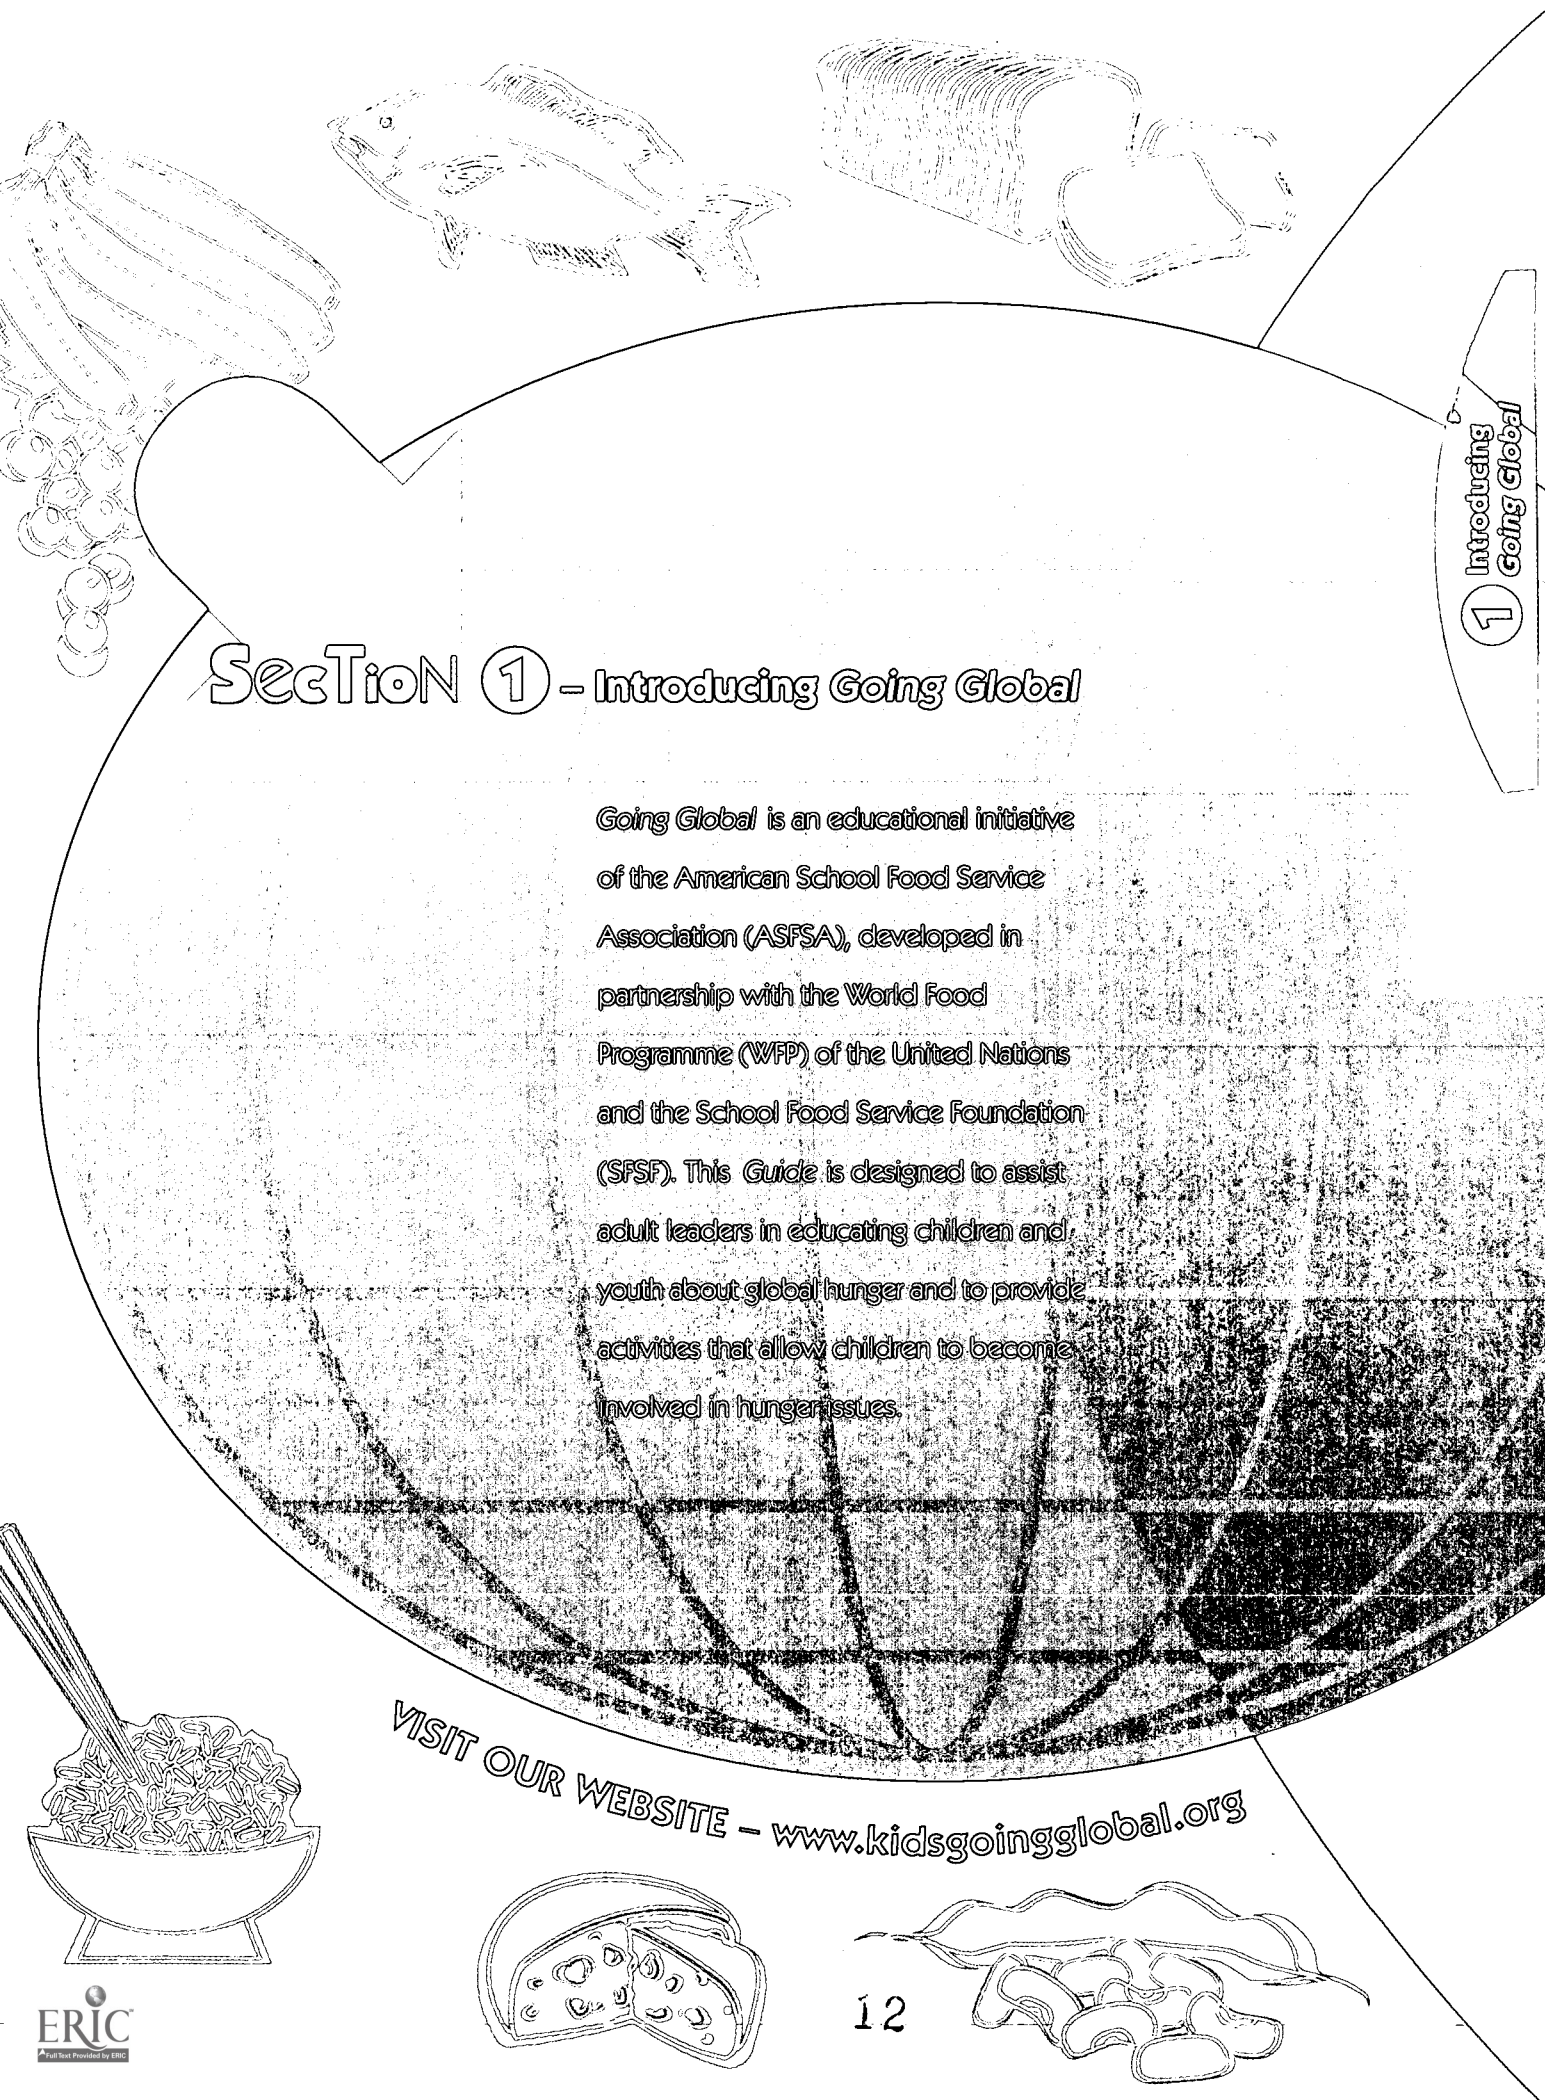 1 Introducing
Going Global
SecTioN 1 – Introducing Going Global
Going Global is an educational initiative
of the American School Food Service
Association (ASFSA), developed in
partnership with the World Food
Programme (WFP) of the United Nations
and the School Food Service Foundation
(SFSF). This Guide is designed to assist
adult leaders in educating children and
youth about global hunger and to provide
activities that allow children to become
involved in hunger issues.
VISIT OUR WEBSITE – www.kidsgoingglobal.org
12
ERIC
Full Text Provided by ERIC